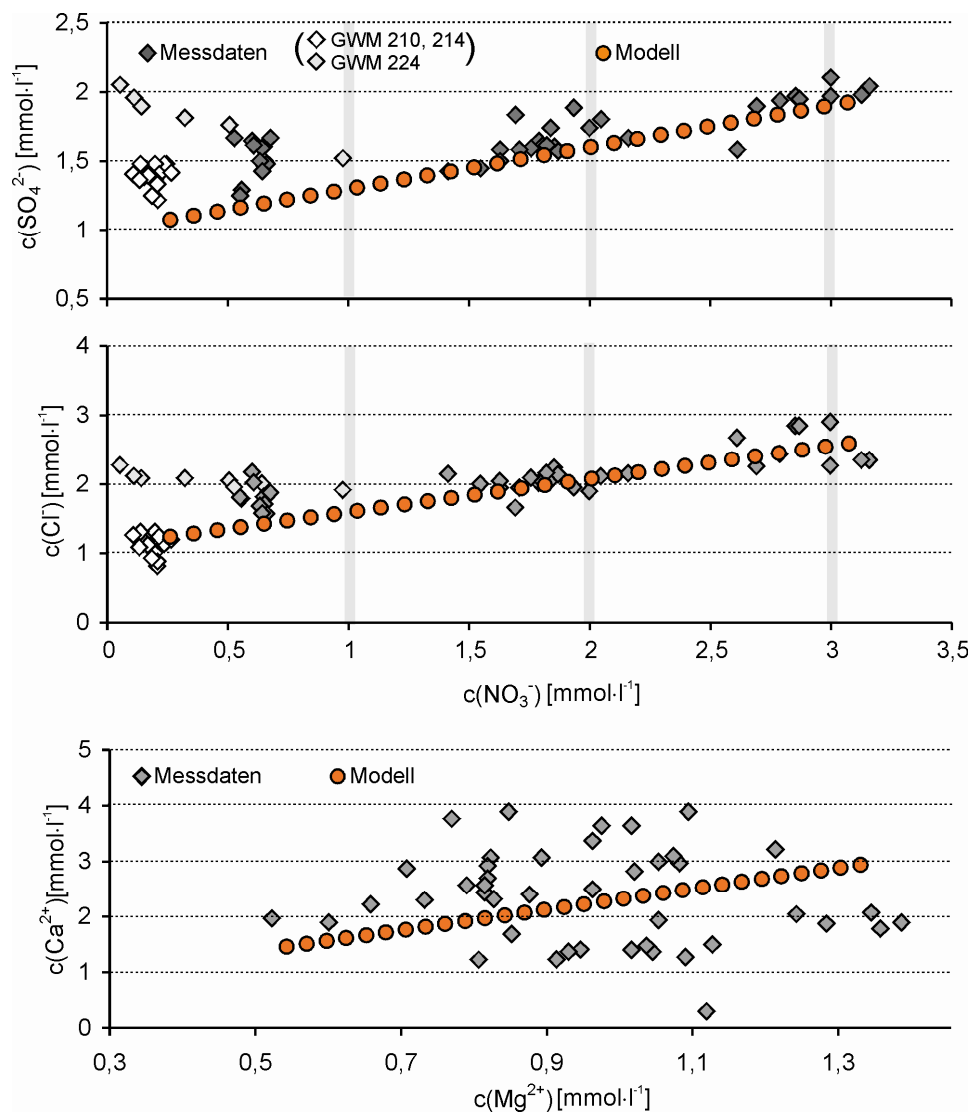 2,5
2
1,5
1
0,5
c(SO₄²⁻) [mmol·l⁻¹]
Messdaten
( GWM 210, 214
GWM 224 )
Modell
4
3
2
1
0
c(Cl⁻) [mmol·l⁻¹]
0 0,5 1 1,5 2 2,5 3 3,5
c(NO₃⁻) [mmol·l⁻¹]
5
4
3
2
1
0
c(Ca²⁺)[mmol·l⁻¹]
Messdaten Modell
0,3 0,5 0,7 0,9 1,1 1,3
c(Mg²⁺) [mmol·l⁻¹]